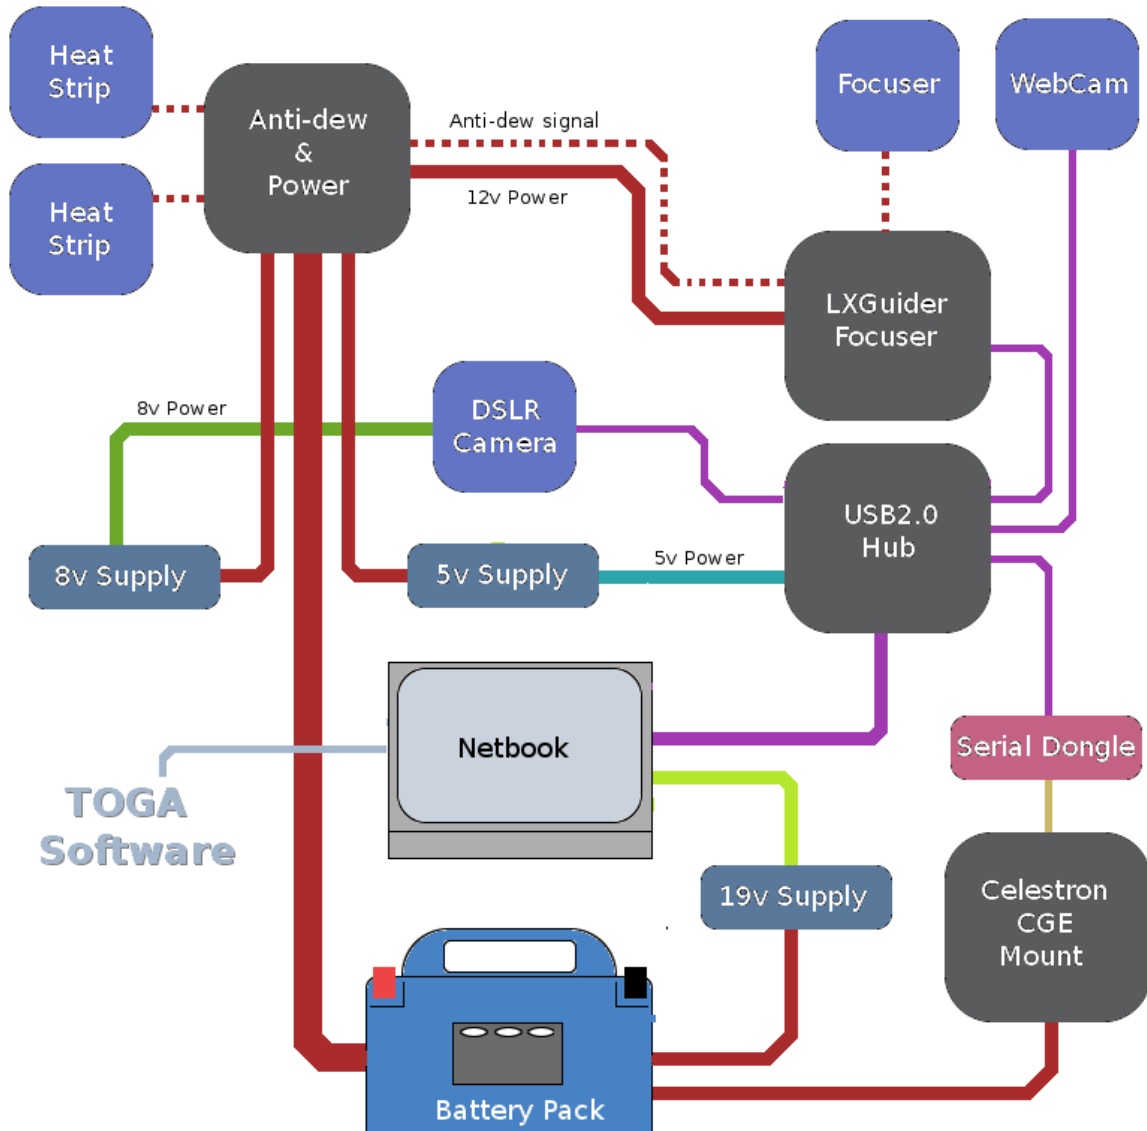 Heat
Strip
Anti-dew
&
Power
Heat
Strip
Anti-dew signal
12v Power
Focuser
WebCam
LXGuider
Focuser
8v Power
DSLR
Camera
USB2.0
Hub
8v Supply
5v Supply
5v Power
Netbook
Serial Dongle
TOGA
Software
19v Supply
Celestron
CGE
Mount
Battery Pack